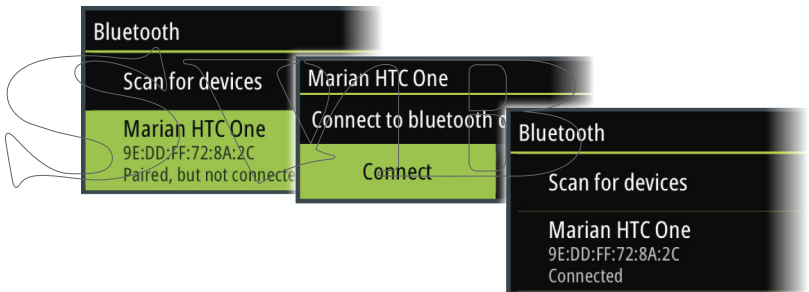 Bluetooth
Scan for devices
Marian HTC One
9E:DD:FF:72:8A:2C
Paired, but not connecte
Marian HTC One
Connect to bluetooth d
Connect
Bluetooth
Scan for devices
Marian HTC One
9E:DD:FF:72:8A:2C
Connected